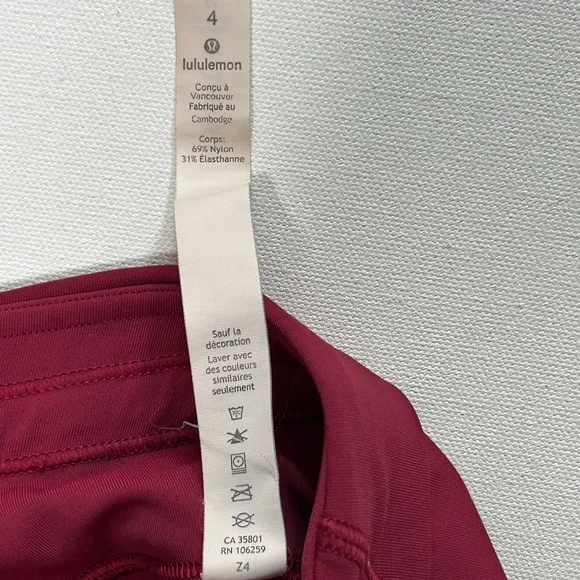 4
lululemon
Conçu à
Vancouver
Fabriqué au
Cambodge
Corps:
69% Nylon
31% Élasthanne
Sauf la
décoration
Laver avec
des couleurs
similaires
seulement
CA 35801
RN 106259
Z4